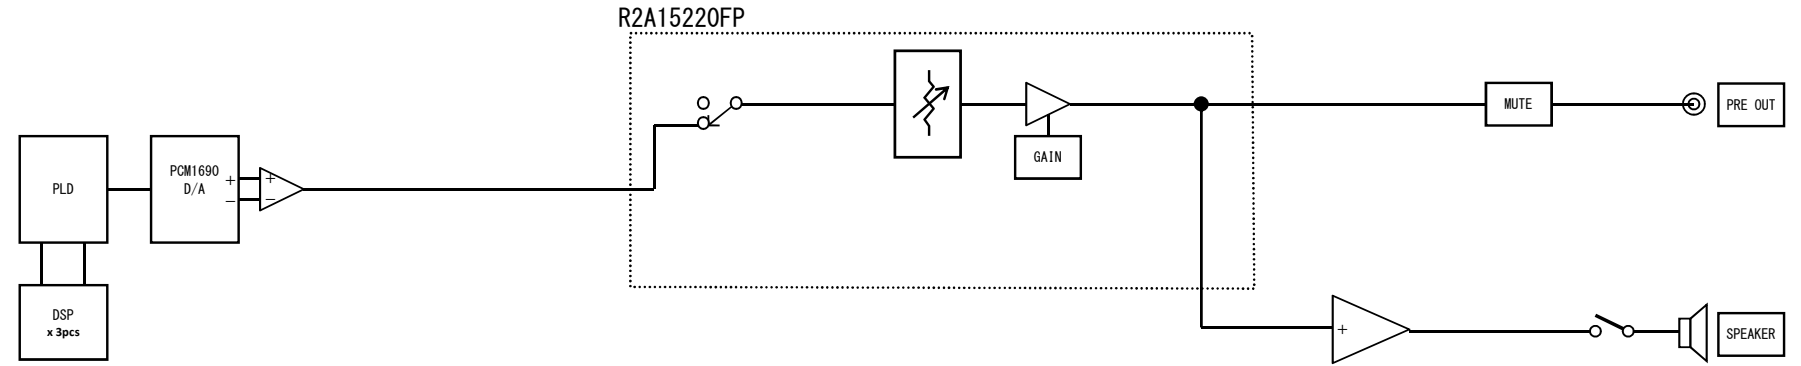 R2A15220FP
PLD
PCM1690
D/A
+
−
+
−
GAIN
MUTE
PRE OUT
DSP
x 3pcs
+
SPEAKER